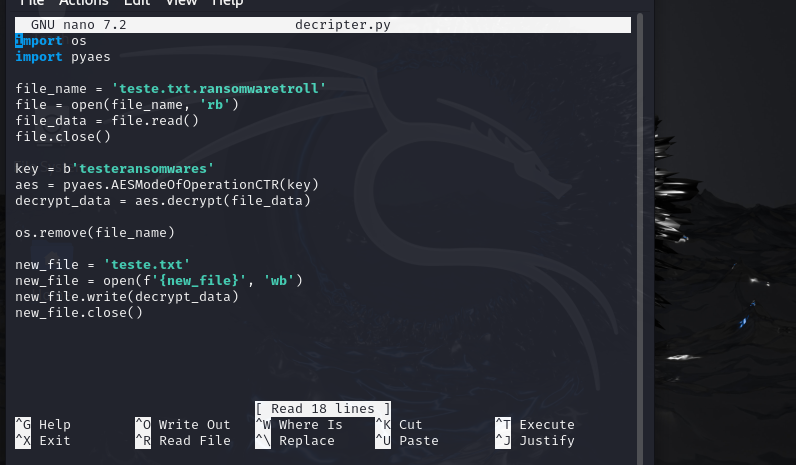 File Actions Edit View Help
GNU nano 7.2 decripter.py
import os
import pyaes
file_name = 'teste.txt.ransomwaretroll'
file = open(file_name, 'rb')
file_data = file.read()
file.close()
key = b'testeransomwares'
aes = pyaes.AESModeOfOperationCTR(key)
decrypt_data = aes.decrypt(file_data)
os.remove(file_name)
new_file = 'teste.txt'
new_file = open(f'{new_file}', 'wb')
new_file.write(decrypt_data)
new_file.close()
[ Read 18 lines ]
^G Help ^O Write Out ^W Where Is ^K Cut ^T Execute
^X Exit ^R Read File ^\ Replace ^U Paste ^J Justify